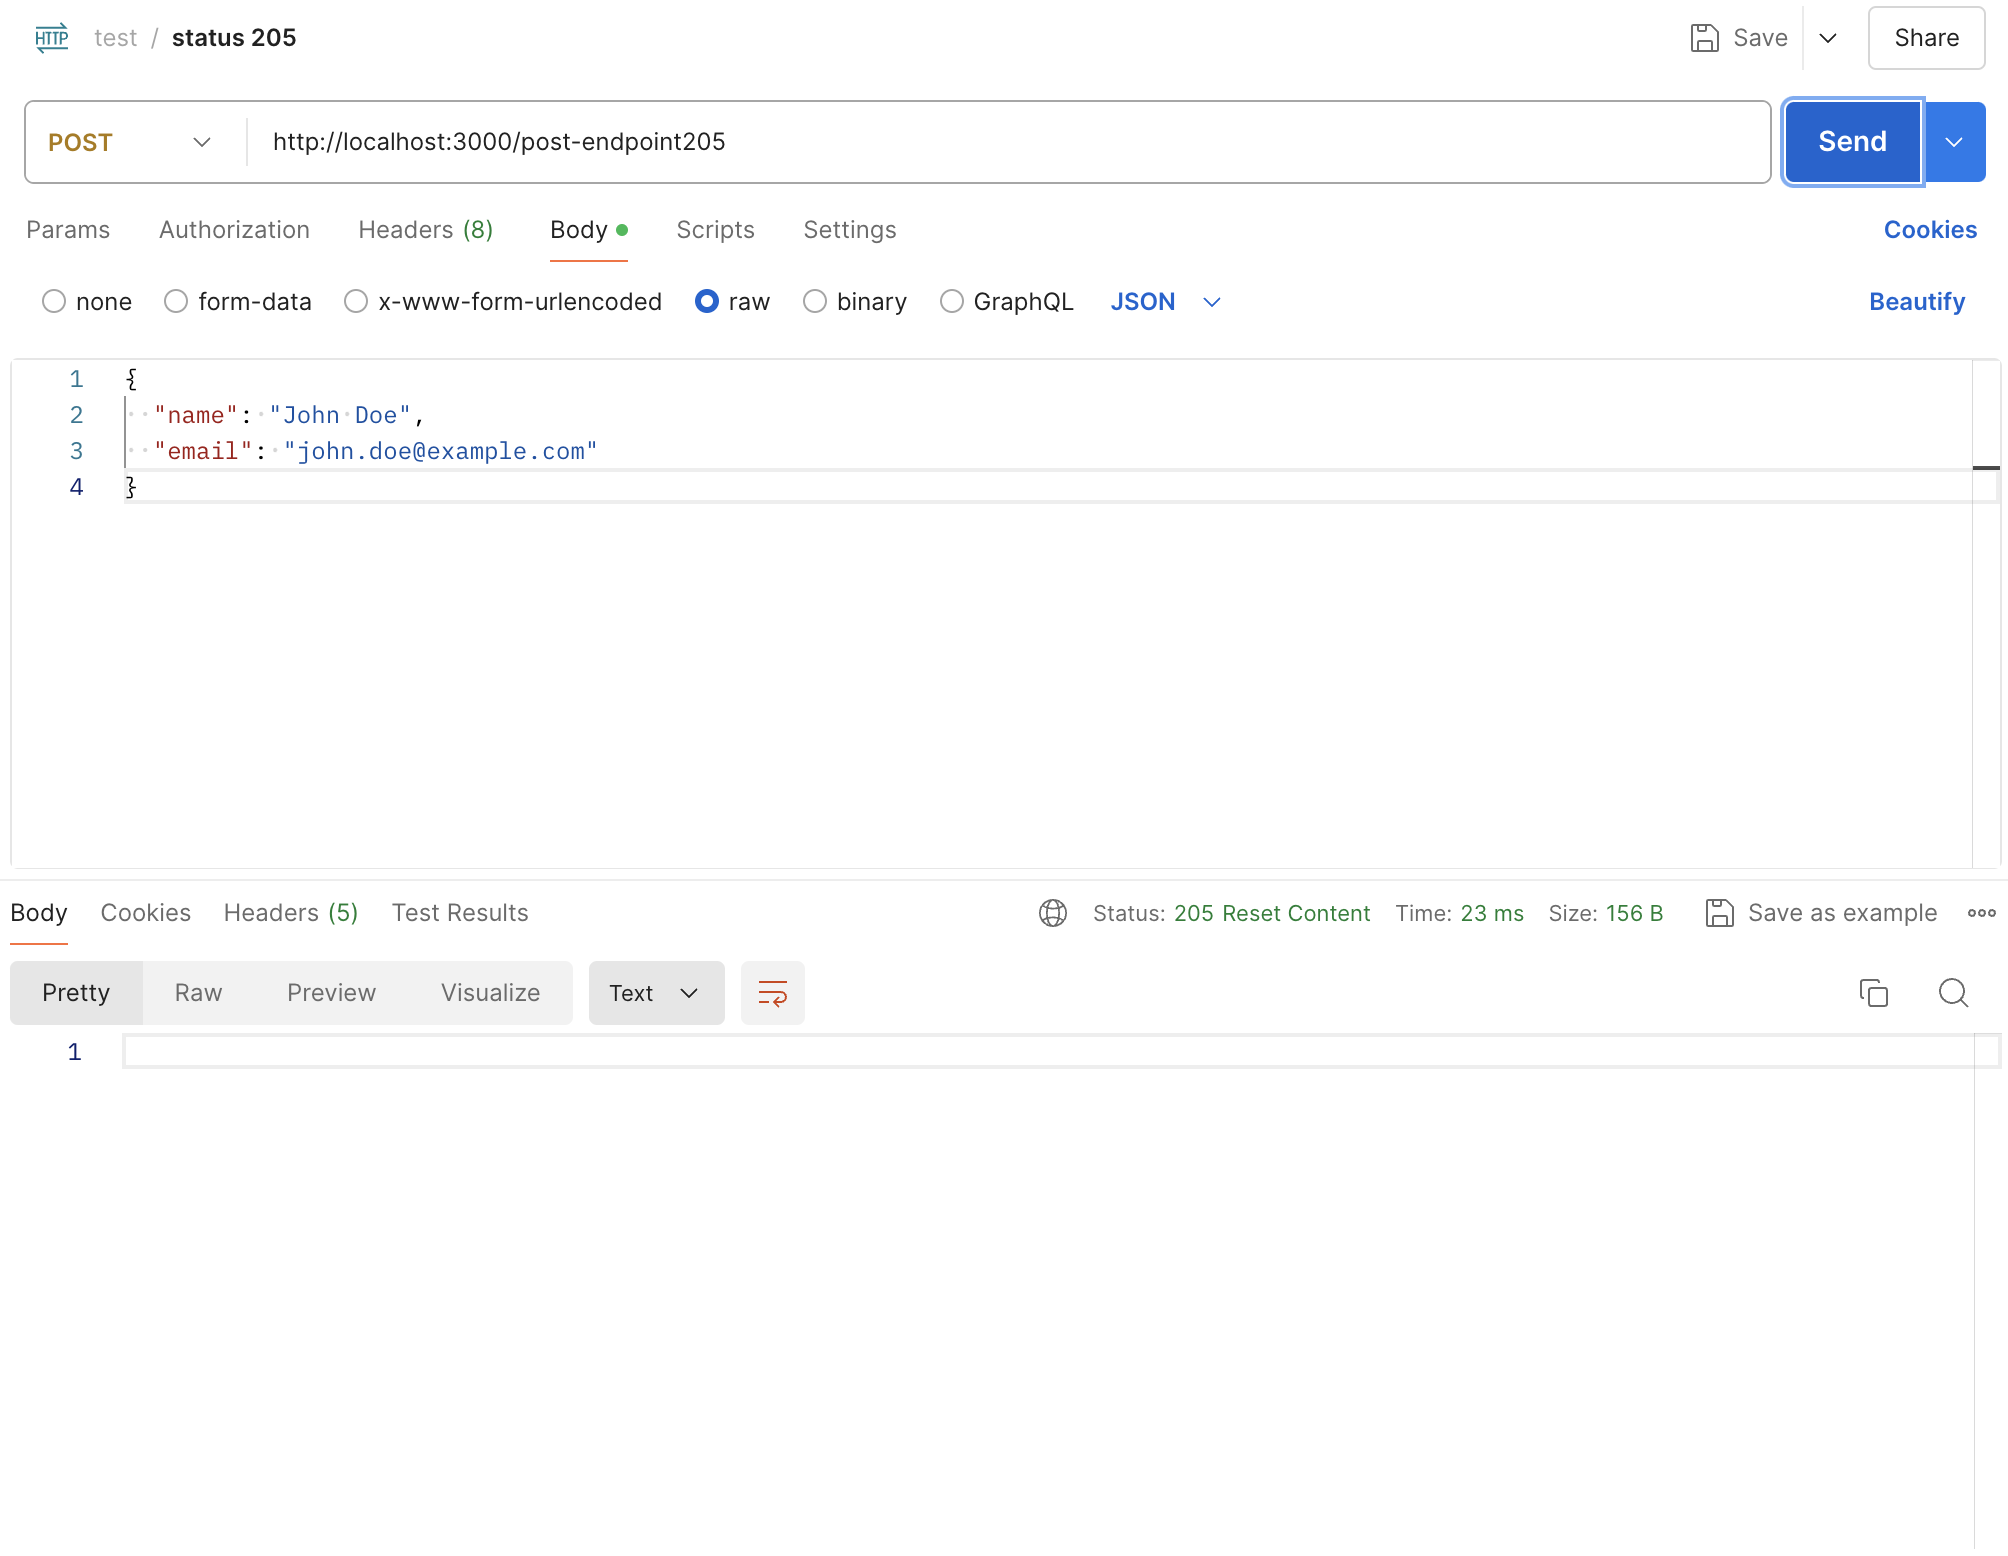 HTTP test / status 205 Save Share
POST http://localhost:3000/post-endpoint205 Send
Params Authorization Headers (8) Body Scripts Settings Cookies
none form-data x-www-form-urlencoded raw binary GraphQL JSON Beautify
1 {
2 "name": "John Doe",
3 "email": "john.doe@example.com"
4 }
Body Cookies Headers (5) Test Results Status: 205 Reset Content Time: 23 ms Size: 156 B Save as example
Pretty Raw Preview Visualize Text
1